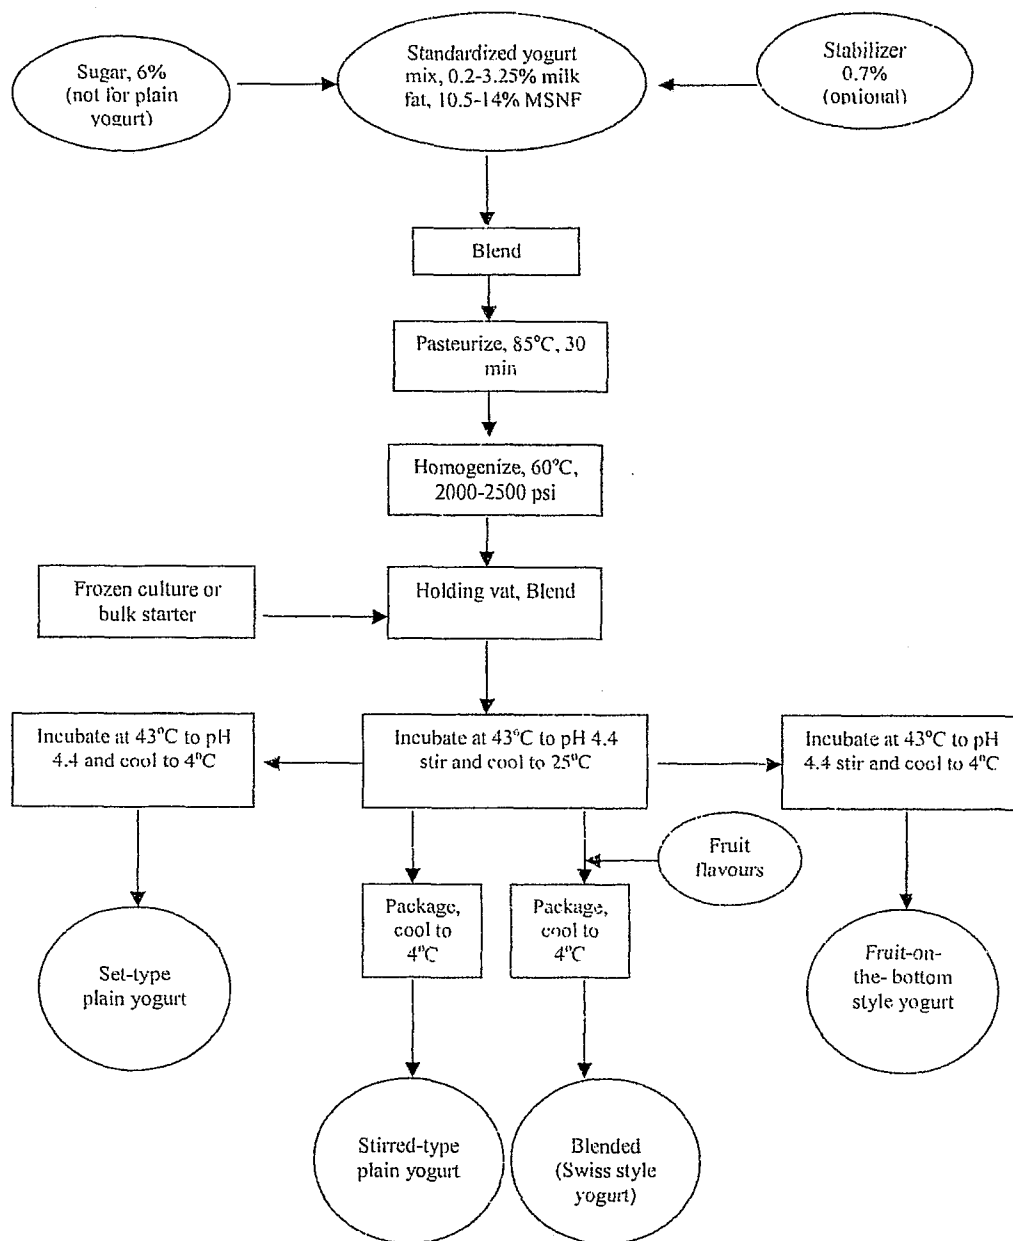 Sugar, 6%
(not for plain
yogurt)
Standardized yogurt
mix, 0.2-3.25% milk
fat, 10.5-14% MSNF
Stabilizer
0.7%
(optional)
Blend
Pasteurize, 85°C, 30
min
Homogenize, 60°C,
2000-2500 psi
Frozen culture or
bulk starter
Holding vat, Blend
Incubate at 43°C to pH
4.4 and cool to 4°C
Incubate at 43°C to pH 4.4
stir and cool to 25°C
Incubate at 43°C to pH
4.4 stir and cool to 4°C
Fruit
flavours
Package,
cool to
4°C
Package,
cool to
4°C
Set-type
plain yogurt
Fruit-on-
the- bottom
style yogurt
Stirred-type
plain yogurt
Blended
(Swiss style
yogurt)